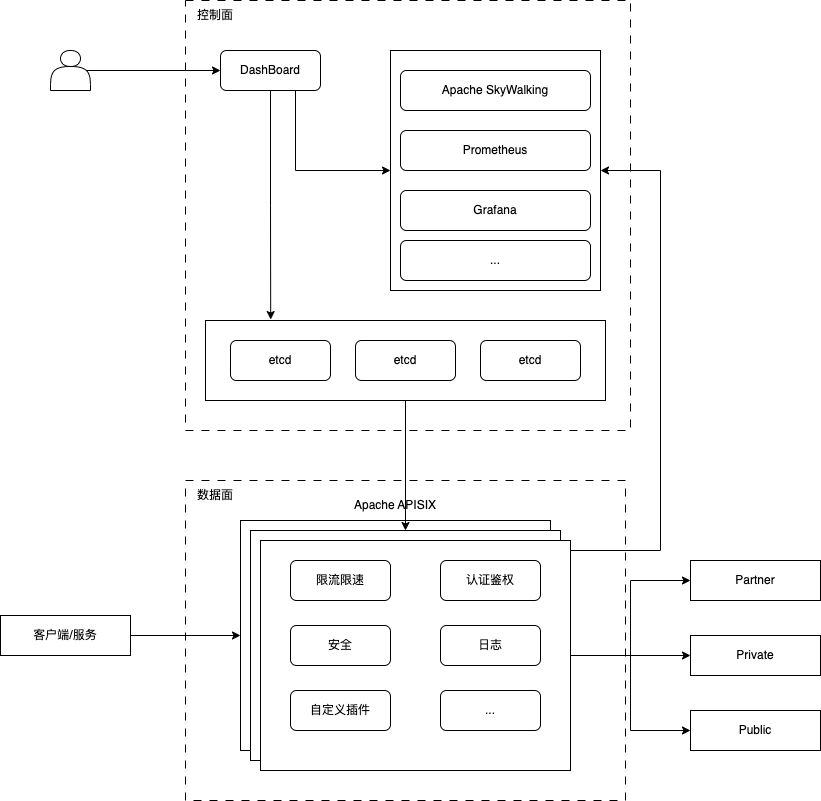 控制面
DashBoard
Apache SkyWalking
Prometheus
Grafana
...
etcd
etcd
etcd
数据面
Apache APISIX
限流限速
认证鉴权
安全
日志
自定义插件
...
客户端/服务
Partner
Private
Public